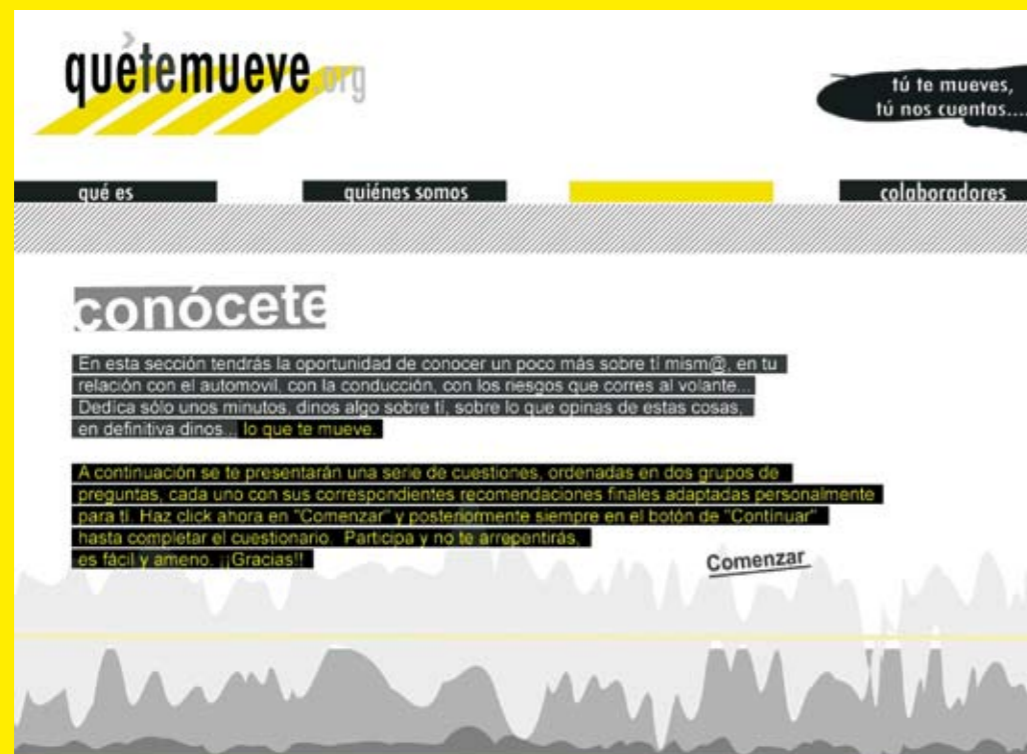 quétemueve.org
tú te mueves,
tú nos cuentas....
qué es
quiénes somos
colaboradores
conócete
En esta sección tendrás la oportunidad de conocer un poco más sobre tí mism@, en tu
relación con el automovil, con la conducción, con los riesgos que corres al volante...
Dedica sólo unos minutos, dinos algo sobre tí, sobre lo que opinas de estas cosas,
en definitiva dinos... lo que te mueve.
A continuación se te presentarán una serie de cuestiones, ordenadas en dos grupos de
preguntas, cada uno con sus correspondientes recomendaciones finales adaptadas personalmente
para tí. Haz click ahora en "Comenzar" y posteriormente siempre en el botón de "Continuar"
hasta completar el cuestionario. Participa y no te arrepentirás,
es fácil y ameno. ¡¡Gracias!!
Comenzar